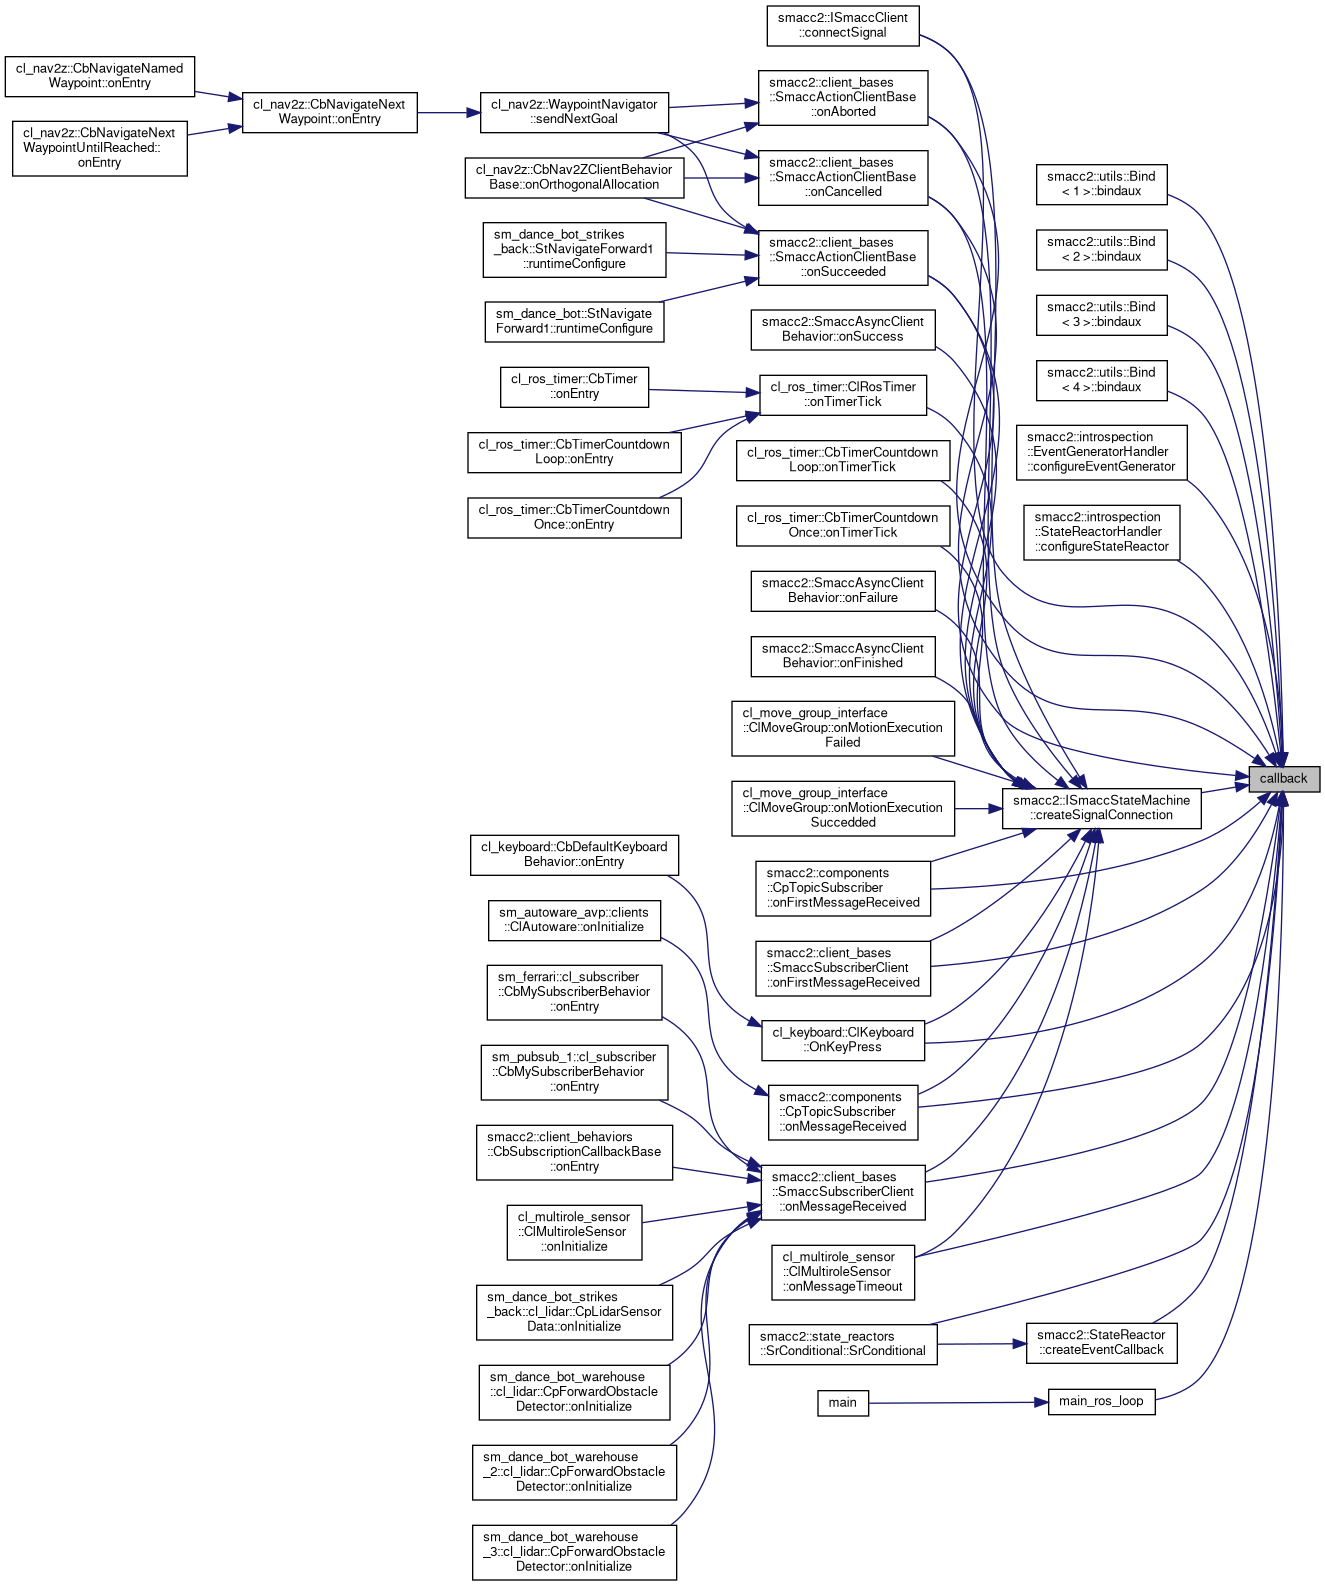 cl_nav2z::CbNavigateNamed
Waypoint::onEntry
cl_nav2z::CbNavigateNext
WaypointUntilReached::
onEntry
cl_nav2z::CbNavigateNext
Waypoint::onEntry
cl_nav2z::WaypointNavigator
::sendNextGoal
cl_nav2z::CbNav2ZClientBehavior
Base::onOrthogonalAllocation
sm_dance_bot_strikes
_back::StNavigateForward1
::runtimeConfigure
sm_dance_bot::StNavigate
Forward1::runtimeConfigure
cl_ros_timer::CbTimer
::onEntry
cl_ros_timer::CbTimerCountdown
Loop::onEntry
cl_ros_timer::CbTimerCountdown
Once::onEntry
cl_keyboard::CbDefaultKeyboard
Behavior::onEntry
sm_autoware_avp::clients
::ClAutoware::onInitialize
sm_ferrari::cl_subscriber
::CbMySubscriberBehavior
::onEntry
sm_pubsub_1::cl_subscriber
::CbMySubscriberBehavior
::onEntry
smacc2::client_behaviors
::CbSubscriptionCallbackBase
::onEntry
cl_multirole_sensor
::ClMultiroleSensor
::onInitialize
sm_dance_bot_strikes
_back::cl_lidar::CpLidarSensor
Data::onInitialize
sm_dance_bot_warehouse
::cl_lidar::CpForwardObstacle
Detector::onInitialize
sm_dance_bot_warehouse
_2::cl_lidar::CpForwardObstacle
Detector::onInitialize
sm_dance_bot_warehouse
_3::cl_lidar::CpForwardObstacle
Detector::onInitialize
smacc2::ISmaccClient
::connectSignal
smacc2::client_bases
::SmaccActionClientBase
::onAborted
smacc2::client_bases
::SmaccActionClientBase
::onCancelled
smacc2::client_bases
::SmaccActionClientBase
::onSucceeded
smacc2::SmaccAsyncClient
Behavior::onSuccess
cl_ros_timer::ClRosTimer
::onTimerTick
cl_ros_timer::CbTimerCountdown
Loop::onTimerTick
cl_ros_timer::CbTimerCountdown
Once::onTimerTick
smacc2::SmaccAsyncClient
Behavior::onFailure
smacc2::SmaccAsyncClient
Behavior::onFinished
cl_move_group_interface
::ClMoveGroup::onMotionExecution
Failed
cl_move_group_interface
::ClMoveGroup::onMotionExecution
Succedded
smacc2::components
::CpTopicSubscriber
::onFirstMessageReceived
smacc2::client_bases
::SmaccSubscriberClient
::onFirstMessageReceived
cl_keyboard::ClKeyboard
::OnKeyPress
smacc2::components
::CpTopicSubscriber
::onMessageReceived
smacc2::client_bases
::SmaccSubscriberClient
::onMessageReceived
cl_multirole_sensor
::ClMultiroleSensor
::onMessageTimeout
smacc2::state_reactors
::SrConditional::SrConditional
main
smacc2::utils::Bind
< 1 >::bindaux
smacc2::utils::Bind
< 2 >::bindaux
smacc2::utils::Bind
< 3 >::bindaux
smacc2::utils::Bind
< 4 >::bindaux
smacc2::introspection
::EventGeneratorHandler
::configureEventGenerator
smacc2::introspection
::StateReactorHandler
::configureStateReactor
smacc2::ISmaccStateMachine
::createSignalConnection
smacc2::StateReactor
::createEventCallback
main_ros_loop
callback